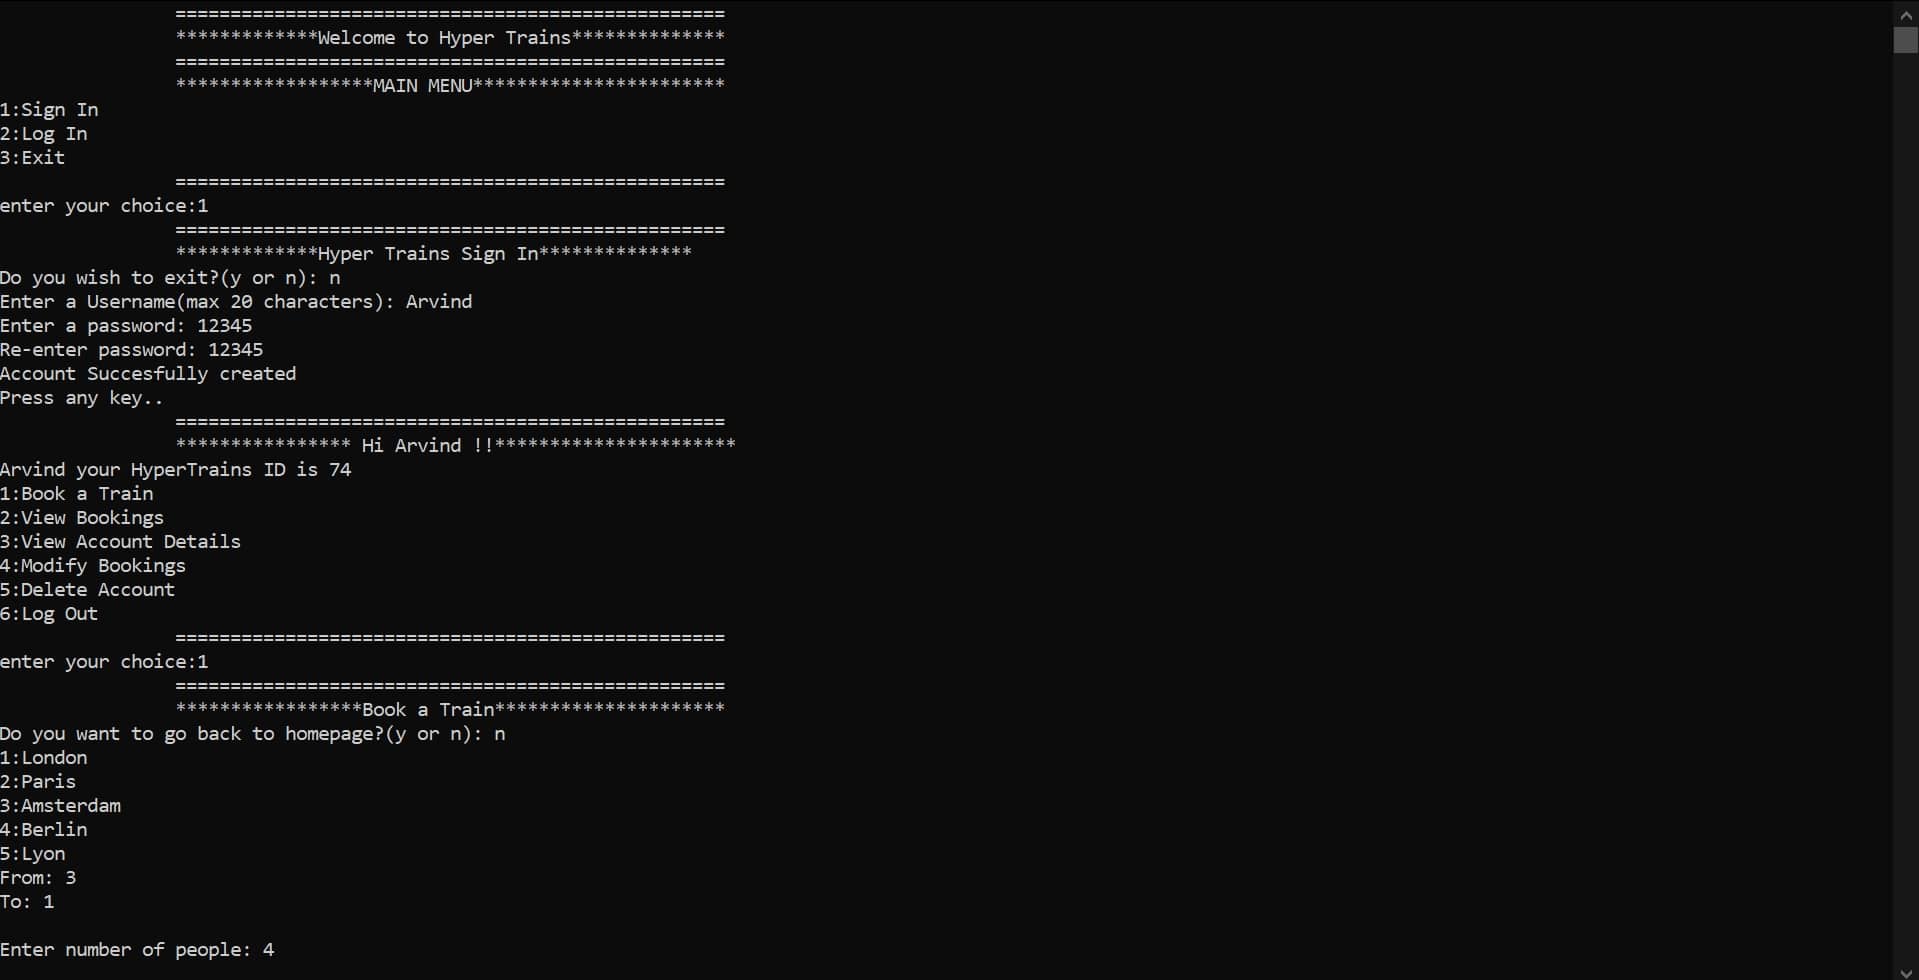 ==================================================
*************Welcome to Hyper Trains**************
==================================================
******************MAIN MENU***********************
1:Sign In
2:Log In
3:Exit
==================================================
enter your choice:1
==================================================
*************Hyper Trains Sign In**************
Do you wish to exit?(y or n): n
Enter a Username(max 20 characters): Arvind
Enter a password: 12345
Re-enter password: 12345
Account Succesfully created
Press any key..
==================================================
**************** Hi Arvind !!**********************
Arvind your HyperTrains ID is 74
1:Book a Train
2:View Bookings
3:View Account Details
4:Modify Bookings
5:Delete Account
6:Log Out
==================================================
enter your choice:1
==================================================
*****************Book a Train*********************
Do you want to go back to homepage?(y or n): n
1:London
2:Paris
3:Amsterdam
4:Berlin
5:Lyon
From: 3
To: 1
Enter number of people: 4